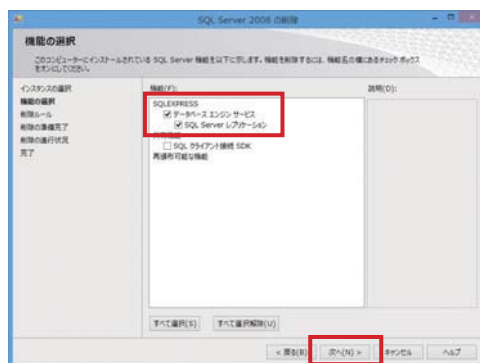 SQL Server 2008 の削除
機能の選択
このコンピューターにインストールされている SQL Server 機能を以下に示します。機能を削除するには、機能名の横にあるチェック ボックスをオンにしてください。
インスタンスの選択
機能の選択
削除ルール
削除の準備完了
削除の進行状況
完了
機能(F):
SQLEXPRESS
データベース エンジン サービス
SQL Server レプリケーション
SQL クライアント接続 SDK
再頒布可能な機能
説明(D):
すべて選択(S)
すべて選択解除(U)
< 戻る(B)
次へ(N) >
キャンセル
ヘルプ